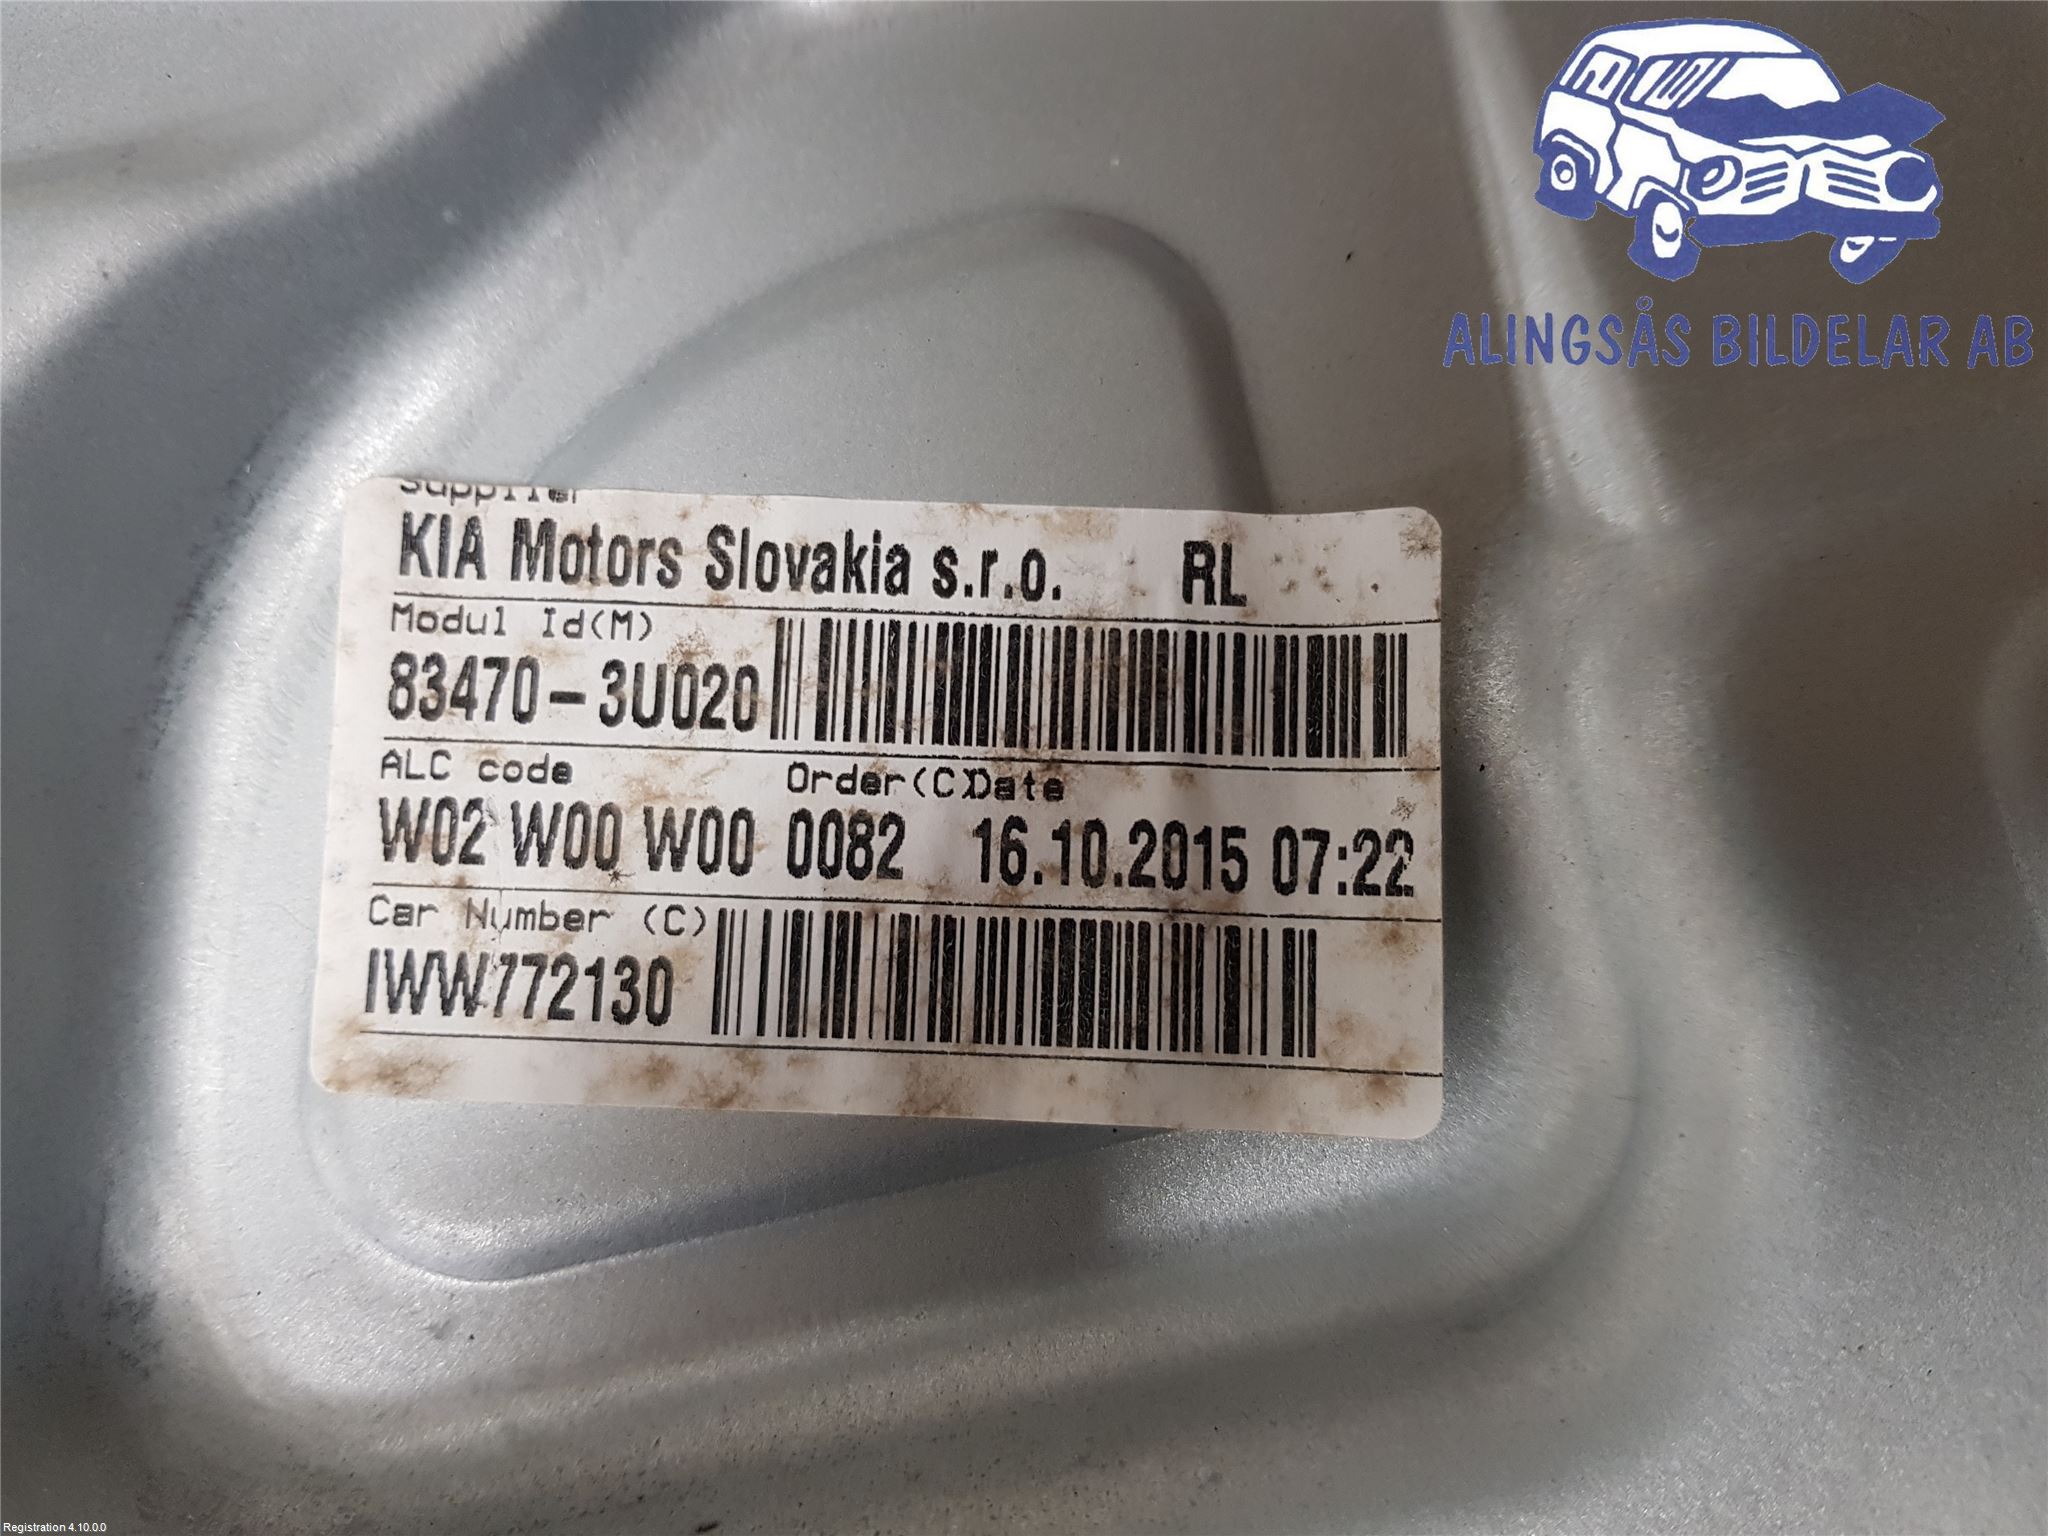 ALINGSÅS BILDELAR AB
Supplier
KIA Motors Slovakia s.r.o. RL
Modul Id(M)
83470-3U020
ALC code Order(C)Date
W02 W00 W00 0082 16.10.2015 07:22
Car Number (C)
IWW772130
Registration 4.10.0.0